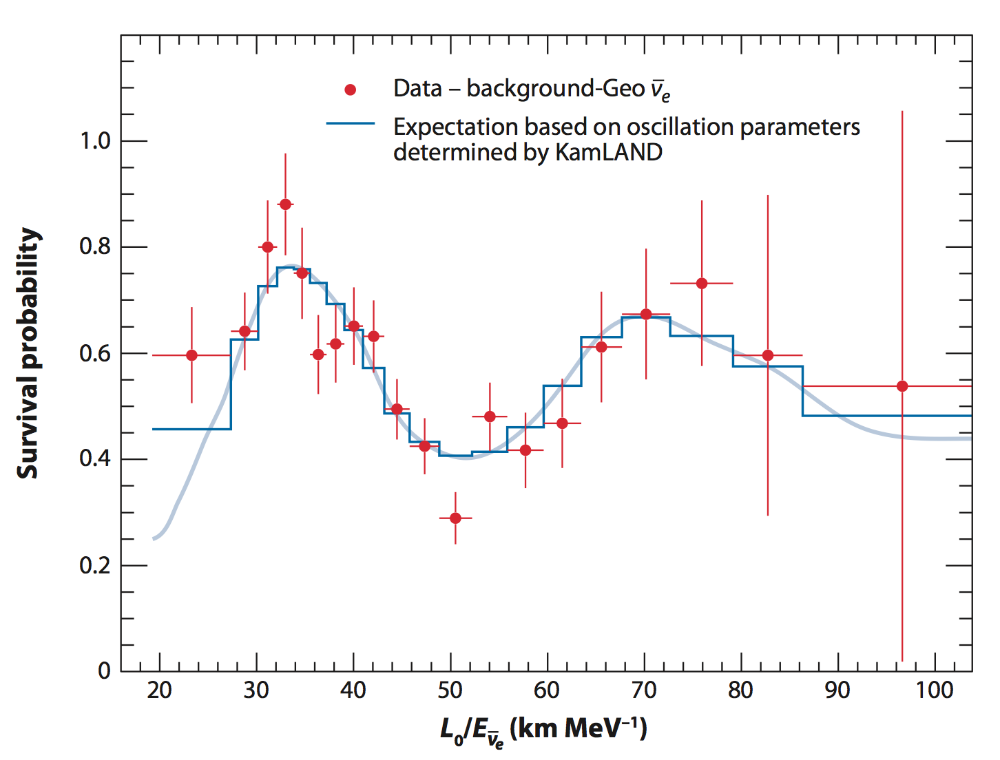 Data – background-Geo ν̅e
Expectation based on oscillation parameters
determined by KamLAND
Survival probability
1.0
0.8
0.6
0.4
0.2
0
20 30 40 50 60 70 80 90 100
L0/Eν̅e (km MeV–1)